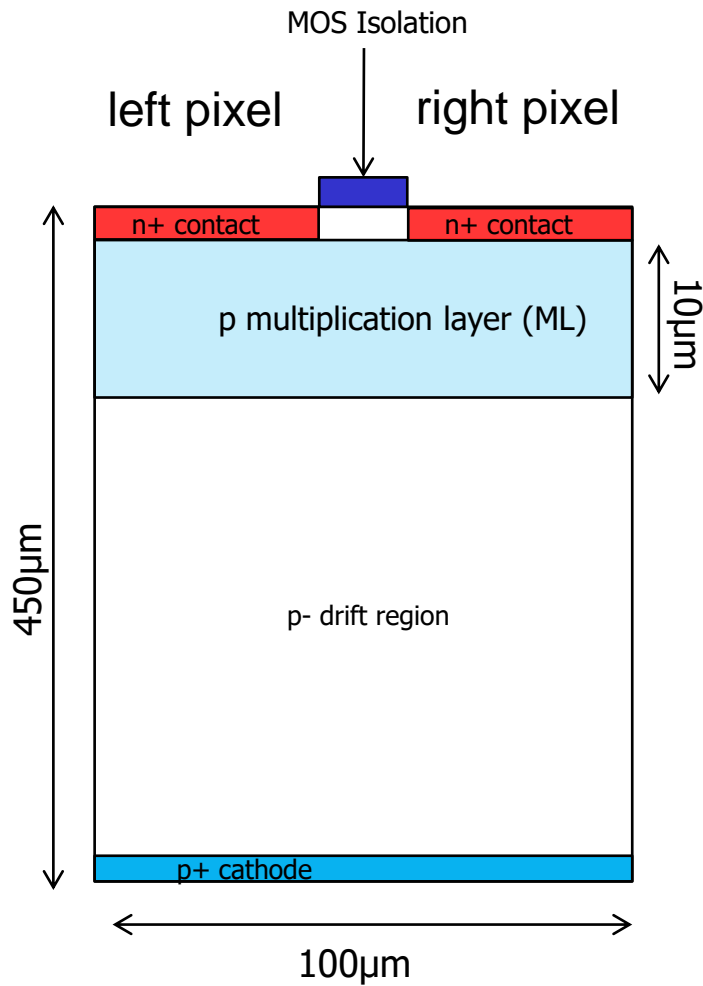 MOS Isolation
left pixel
right pixel
n+ contact
n+ contact
p multiplication layer (ML)
10µm
450µm
p- drift region
p+ cathode
100µm